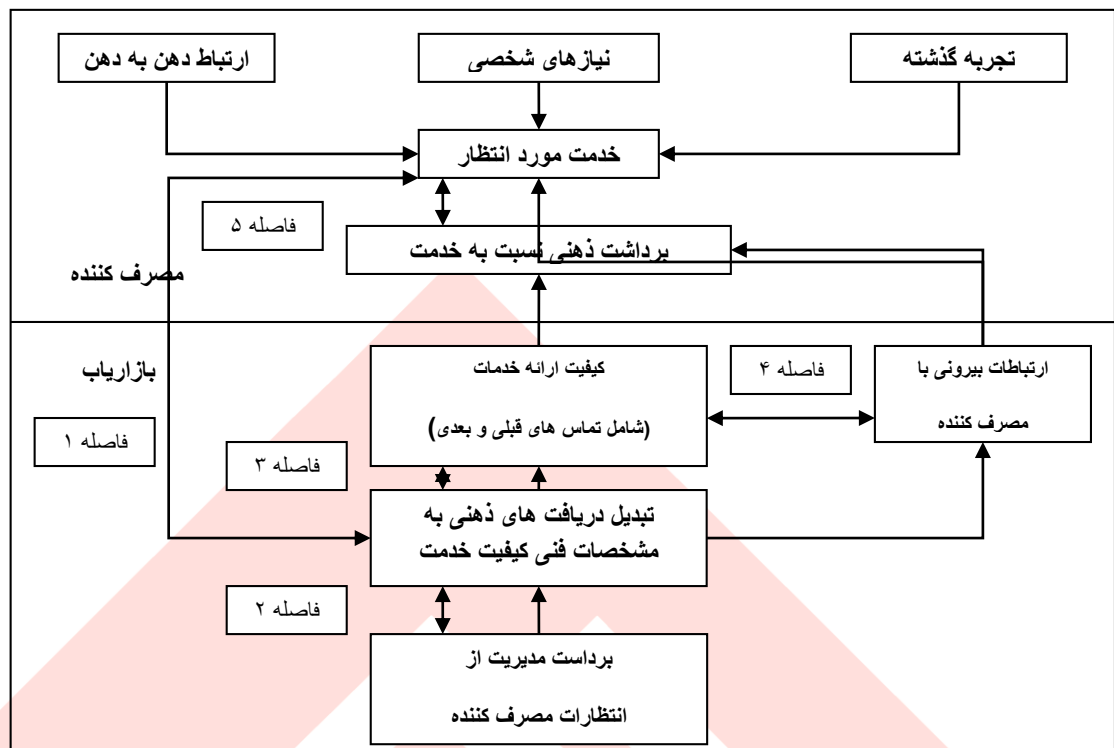 تجربه گذشته
نیازهای شخصی
ارتباط دهن به دهن
خدمت مورد انتظار
فاصله ۵
برداشت ذهنی نسبت به خدمت
مصرف کننده
بازاریاب
کیفیت ارائه خدمات
(شامل تماس های قبلی و بعدی)
فاصله ۴
ارتباطات بیرونی با
مصرف کننده
فاصله ۱
فاصله ۳
تبدیل دریافت های ذهنی به
مشخصات فنی کیفیت خدمت
فاصله ۲
برداست مدیریت از
انتظارات مصرف کننده